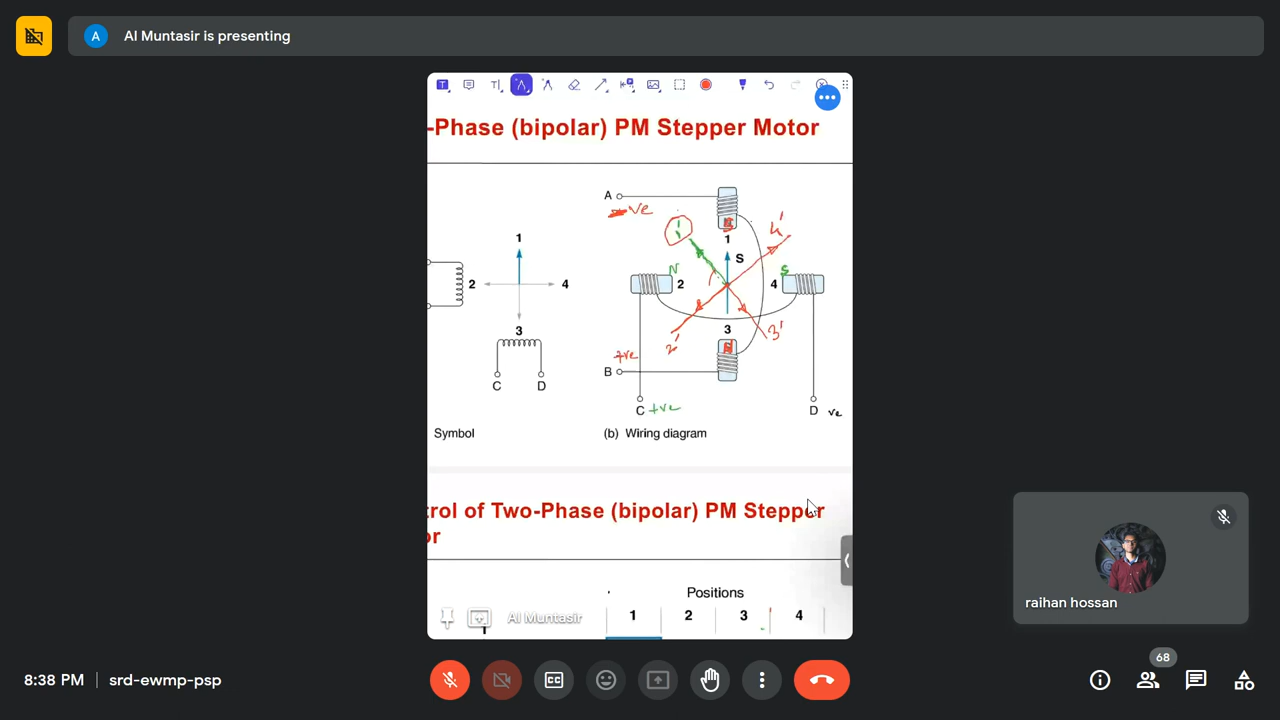 A
Al Muntasir is presenting
-Phase (bipolar) PM Stepper Motor
A
ve
1
1'
4'
1
S
N
S
2
4
2
4
3
3
3'
2'
+ve
N
C
D
B
C
+ve
D
ve
Symbol
(b) Wiring diagram
trol of Two-Phase (bipolar) PM Stepper
or
Positions
1
2
3
4
Al Muntasir
raihan hossan
8:38 PM | srd-ewmp-psp
68